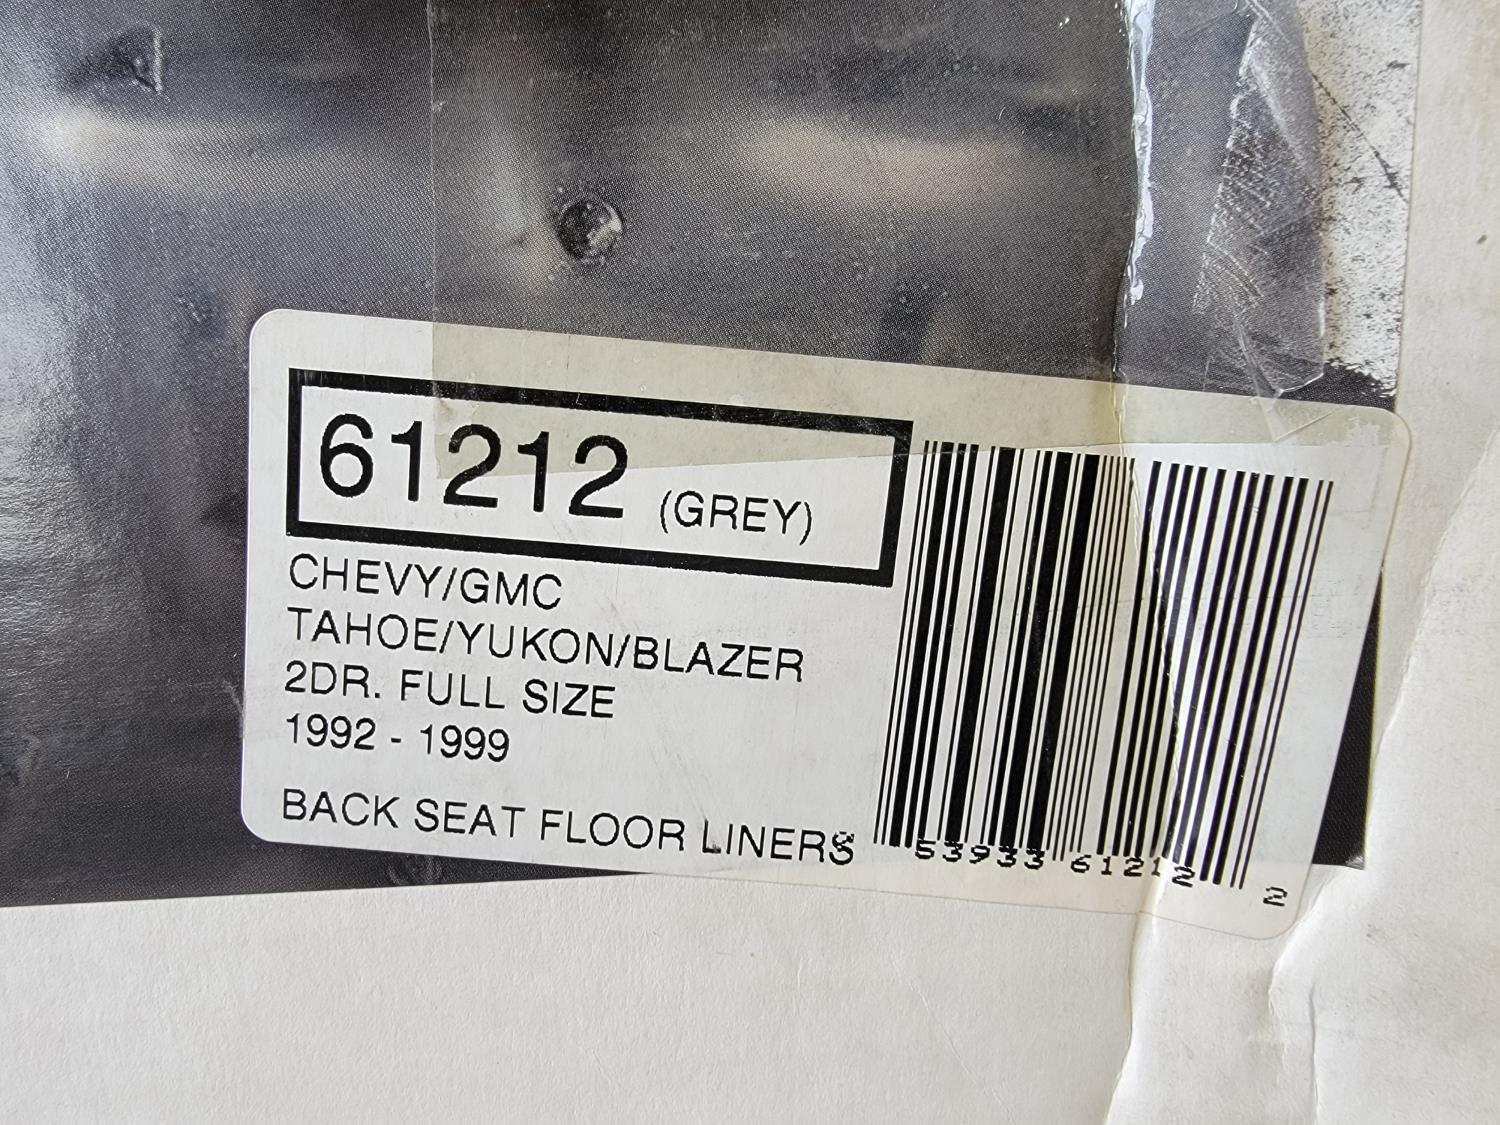 61212 (GREY)
CHEVY/GMC
TAHOE/YUKON/BLAZER
2DR. FULL SIZE
1992 - 1999
BACK SEAT FLOOR LINERS
53933 61212 2